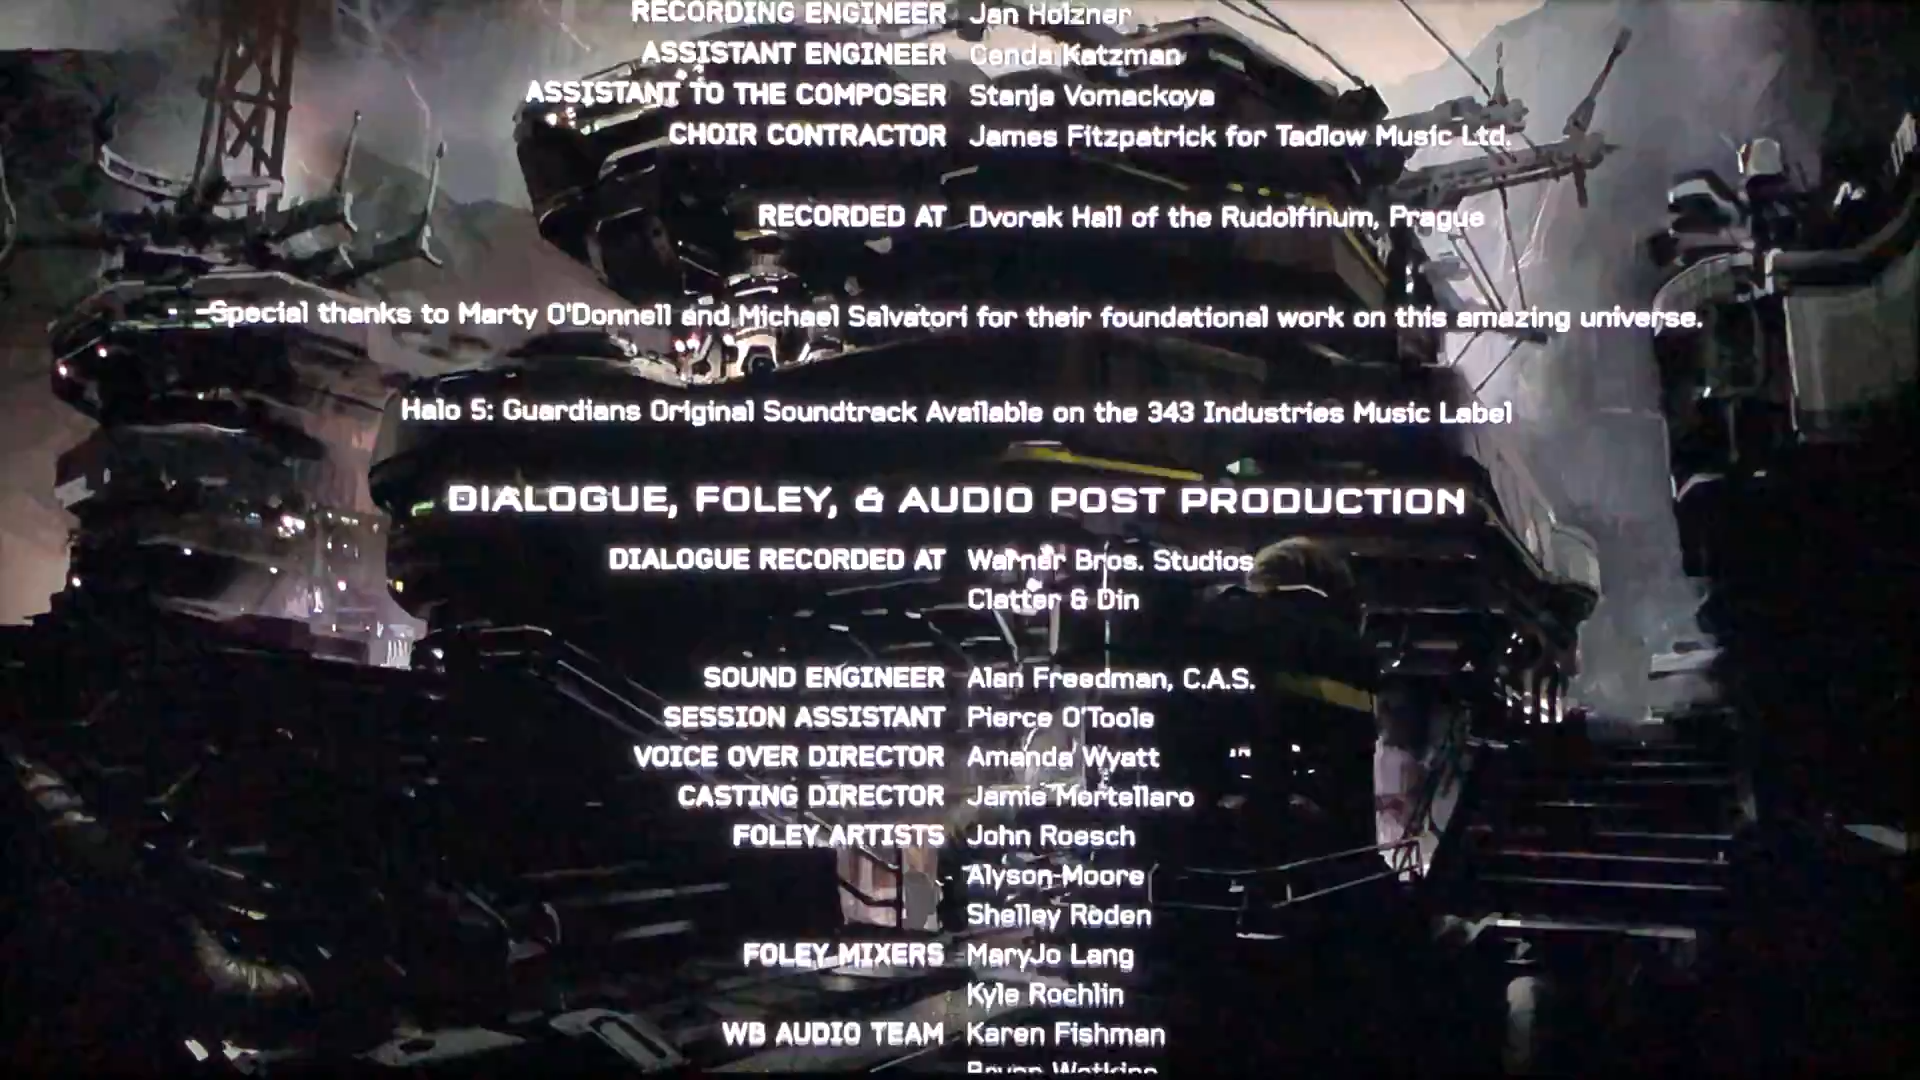 RECORDING ENGINEER Jan Holzner
ASSISTANT ENGINEER Cenda Katzman
ASSISTANT TO THE COMPOSER Stanja Vomackova
CHOIR CONTRACTOR James Fitzpatrick for Tadlow Music Ltd.
RECORDED AT Dvorak Hall of the Rudolfinum, Prague
Special thanks to Marty O'Donnell and Michael Salvatori for their foundational work on this amazing universe.
Halo 5: Guardians Original Soundtrack Available on the 343 Industries Music Label
DIALOGUE, FOLEY, & AUDIO POST PRODUCTION
DIALOGUE RECORDED AT Warner Bros. Studios
Clatter & Din
SOUND ENGINEER Alan Freedman, C.A.S.
SESSION ASSISTANT Pierce O'Toole
VOICE OVER DIRECTOR Amanda Wyatt
CASTING DIRECTOR Jamie Mortellaro
FOLEY ARTISTS John Roesch
Alyson Moore
Shelley Roden
FOLEY MIXERS MaryJo Lang
Kyle Rochlin
WB AUDIO TEAM Karen Fishman